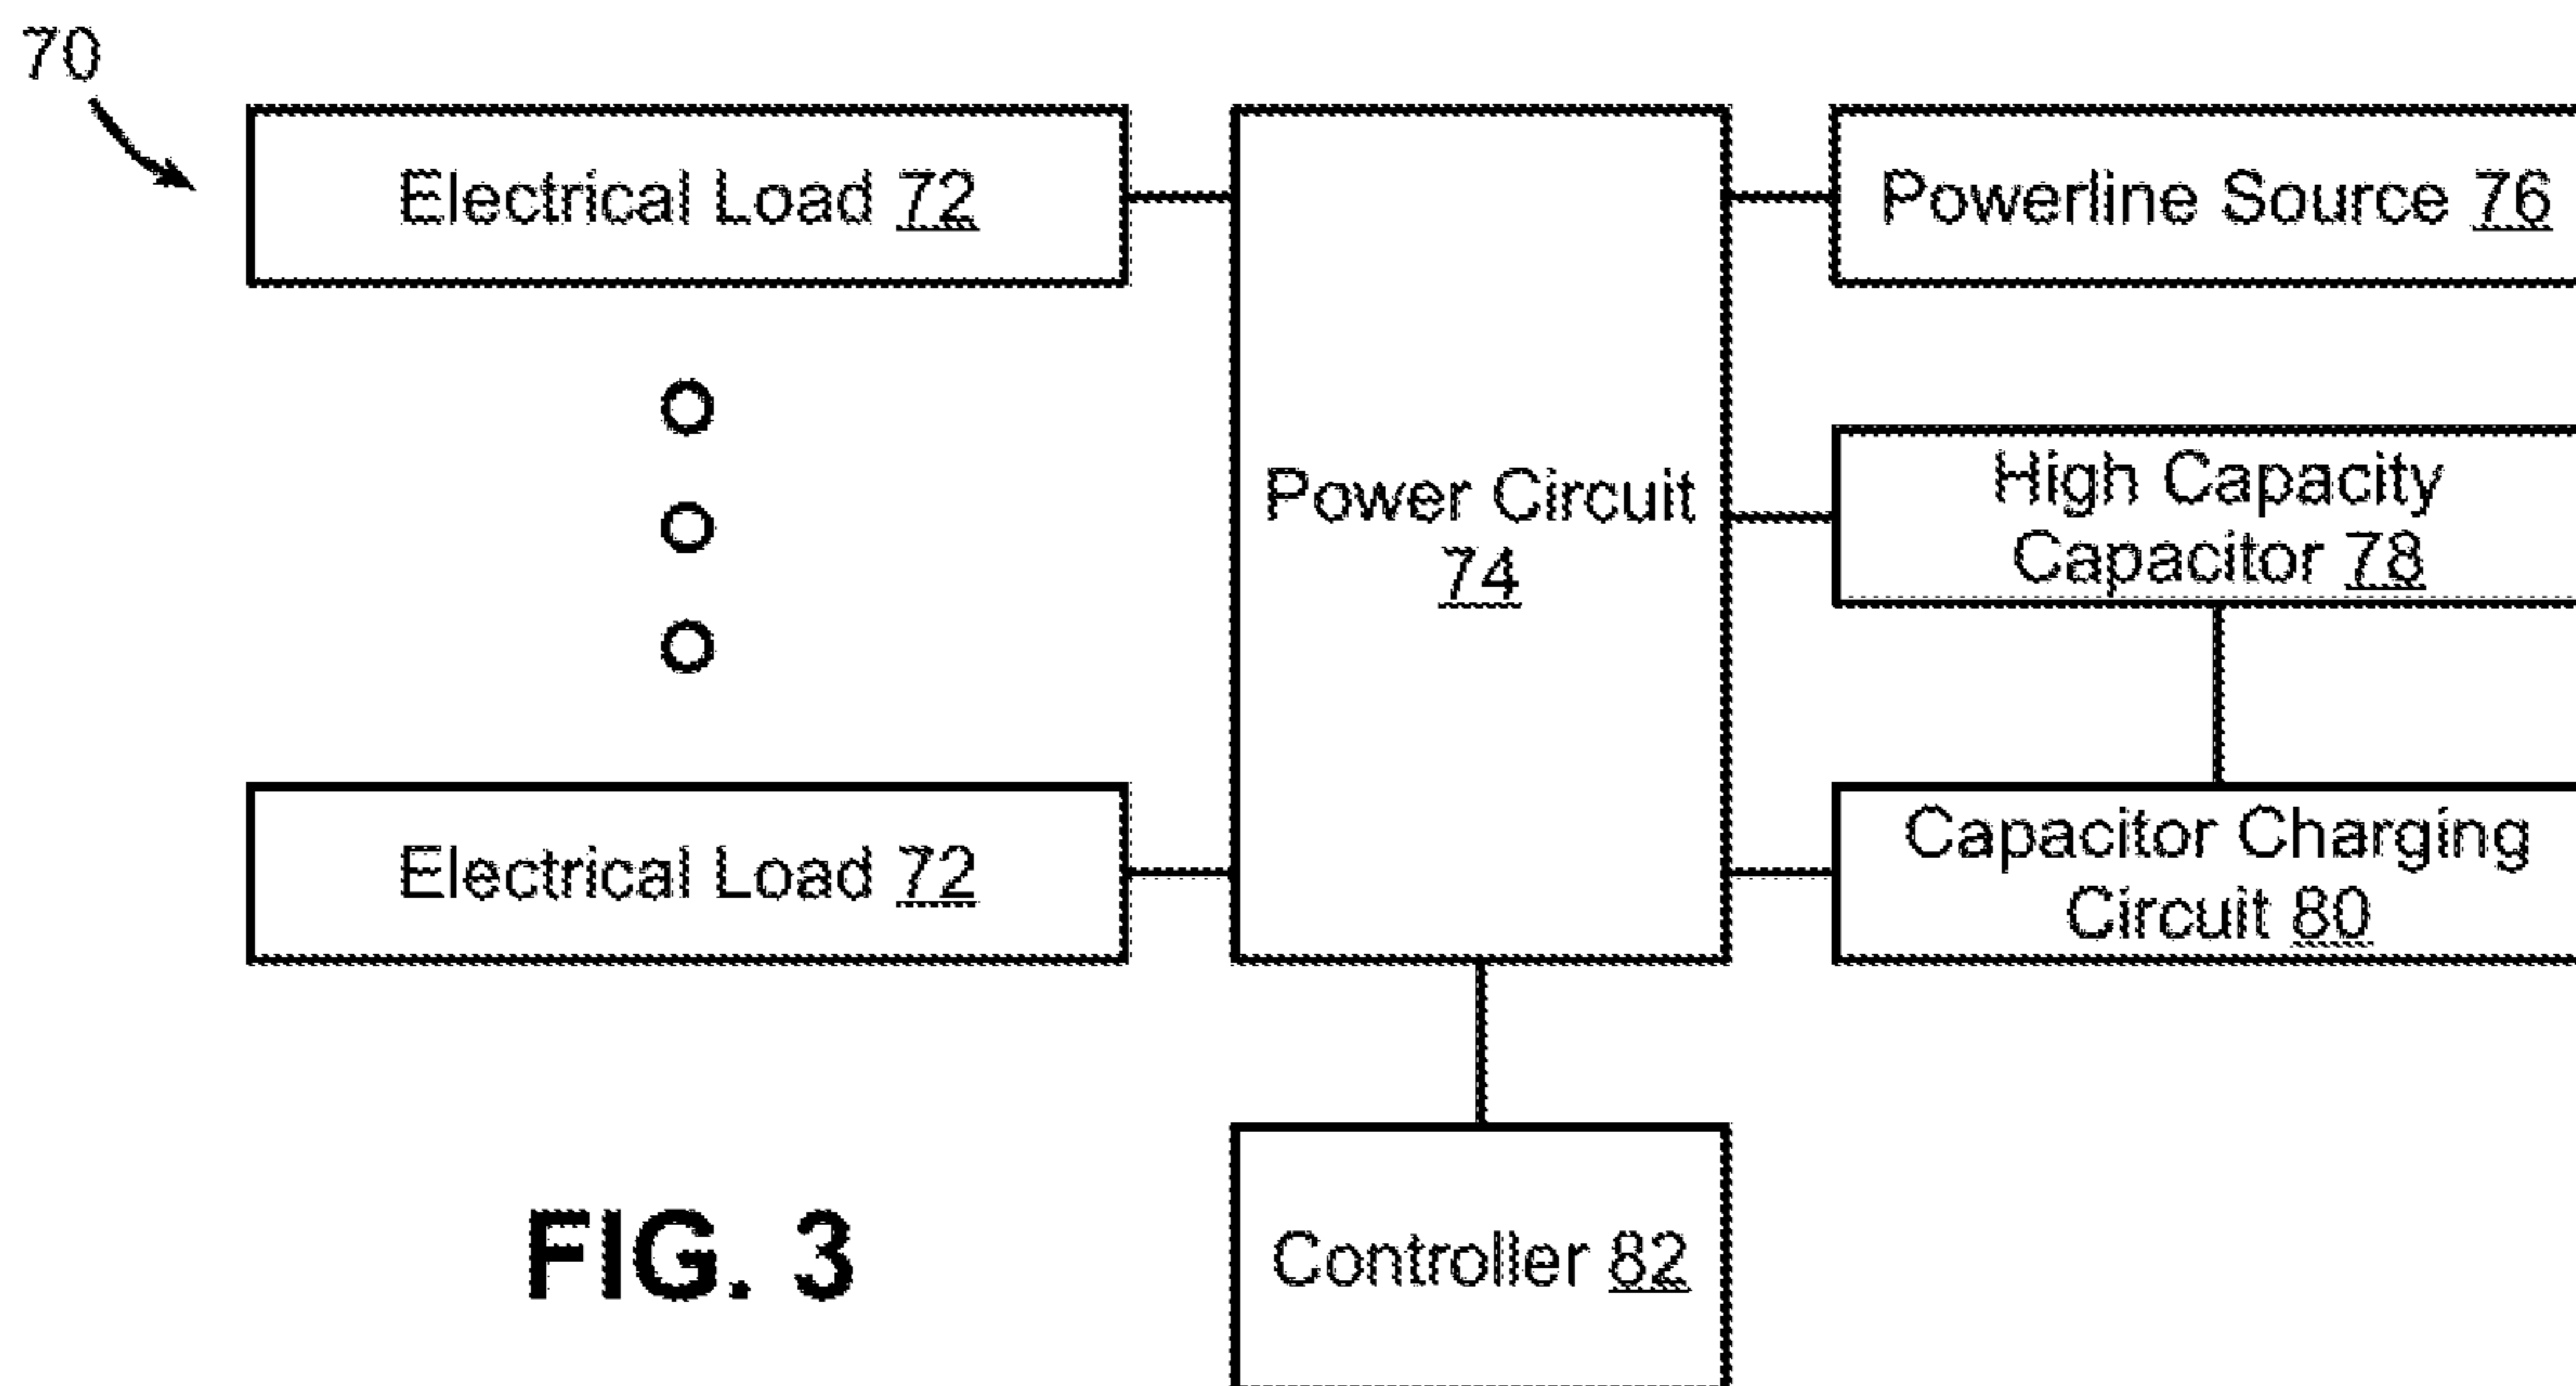 70
Electrical Load 72
Powerline Source 76
High Capacity
Capacitor 78
Power Circuit
74
Electrical Load 72
Capacitor Charging
Circuit 80
Controller 82
FIG. 3